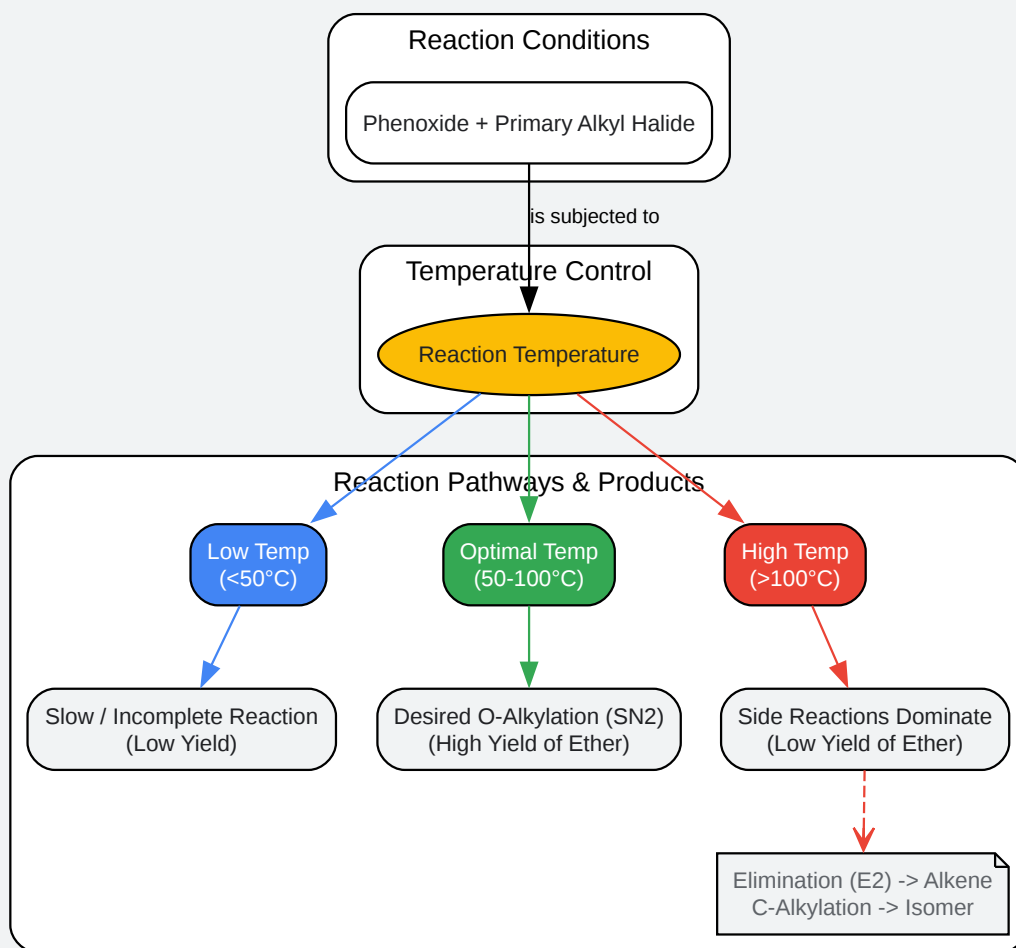 Reaction Conditions
Phenoxide + Primary Alkyl Halide
is subjected to
Temperature Control
Reaction Temperature
Reaction Pathways & Products
Low Temp
(<50°C)
Optimal Temp
(50-100°C)
High Temp
(>100°C)
Slow / Incomplete Reaction
(Low Yield)
Desired O-Alkylation (SN2)
(High Yield of Ether)
Side Reactions Dominate
(Low Yield of Ether)
Elimination (E2) -> Alkene
C-Alkylation -> Isomer